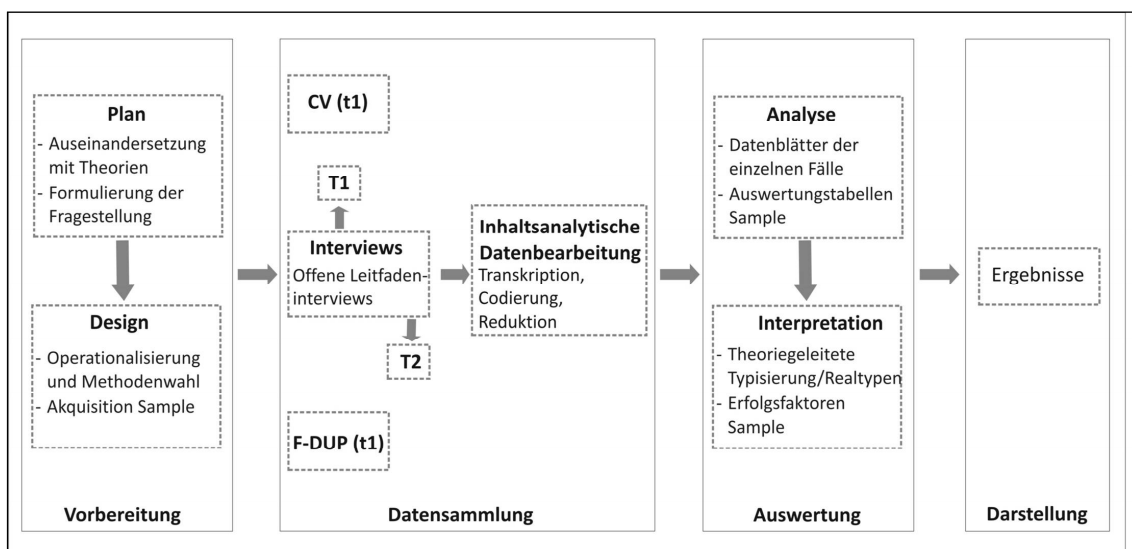 Plan
- Auseinandersetzung
mit Theorien
- Formulierung der
Fragestellung
Design
- Operationalisierung
und Methodenwahl
- Akquisition Sample
Vorbereitung
CV (t1)
T1
Interviews
Offene Leitfaden-
interviews
T2
F-DUP (t1)
Inhaltsanalytische
Datenbearbeitung
Transkription,
Codierung,
Reduktion
Datensammlung
Analyse
- Datenblätter der
einzelnen Fälle
- Auswertungstabellen
Sample
Interpretation
- Theoriegeleitete
Typisierung/Realtypen
- Erfolgsfaktoren
Sample
Auswertung
Ergebnisse
Darstellung